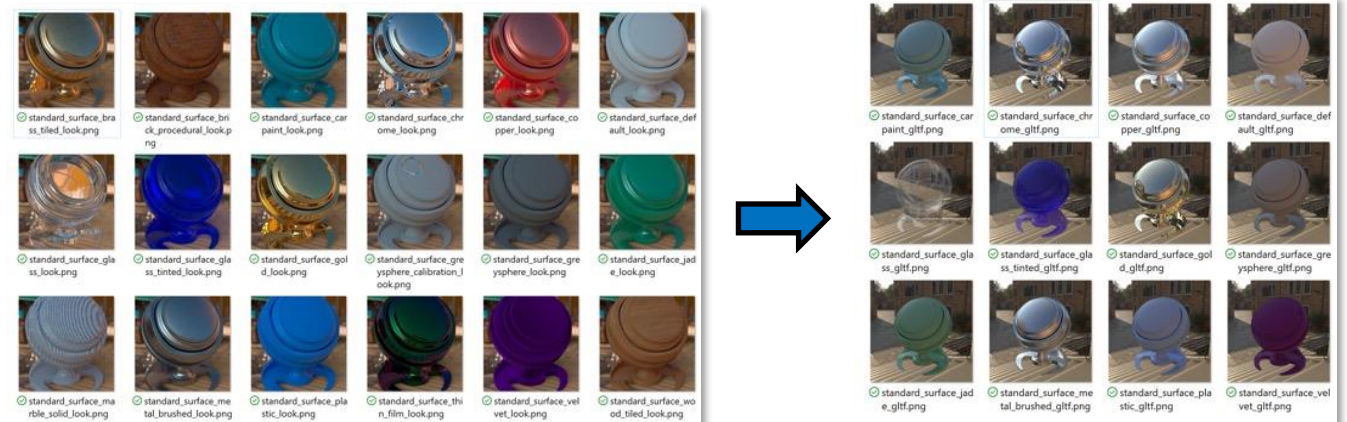 standard_surface_bra
ss_tiled_look.png
standard_surface_bri
ck_procedural_look.p
ng
standard_surface_car
paint_look.png
standard_surface_chr
ome_look.png
standard_surface_co
pper_look.png
standard_surface_def
ault_look.png
standard_surface_gla
ss_look.png
standard_surface_gla
ss_tinted_look.png
standard_surface_gol
d_look.png
standard_surface_gre
ysphere_calibration_l
ook.png
standard_surface_gre
ysphere_look.png
standard_surface_jad
e_look.png
standard_surface_ma
rble_solid_look.png
standard_surface_me
tal_brushed_look.png
standard_surface_pla
stic_look.png
standard_surface_thi
n_film_look.png
standard_surface_vel
vet_look.png
standard_surface_wo
od_tiled_look.png
standard_surface_car
paint_gltf.png
standard_surface_chr
ome_gltf.png
standard_surface_co
pper_gltf.png
standard_surface_def
ault_gltf.png
standard_surface_gla
ss_gltf.png
standard_surface_gla
ss_tinted_gltf.png
standard_surface_gol
d_gltf.png
standard_surface_gre
ysphere_gltf.png
standard_surface_jad
e_gltf.png
standard_surface_me
tal_brushed_gltf.png
standard_surface_pla
stic_gltf.png
standard_surface_vel
vet_gltf.png